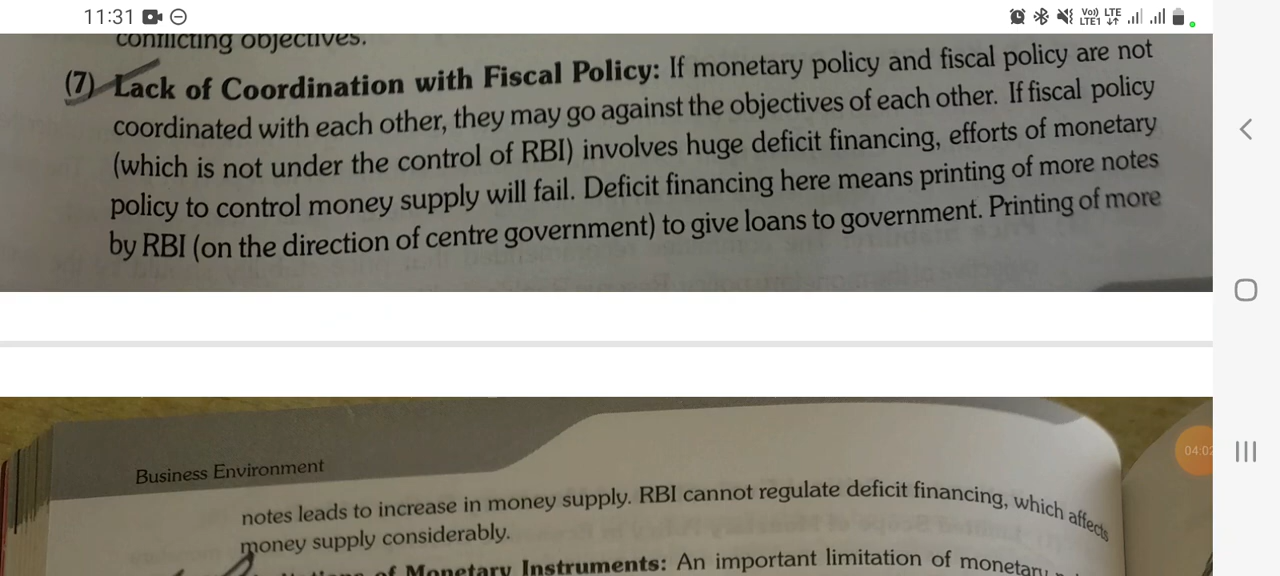 11:31
Vo)) LTE
LTE1
conflicting objectives.
(7) Lack of Coordination with Fiscal Policy: If monetary policy and fiscal policy are not
coordinated with each other, they may go against the objectives of each other. If fiscal policy
(which is not under the control of RBI) involves huge deficit financing, efforts of monetary
policy to control money supply will fail. Deficit financing here means printing of more notes
by RBI (on the direction of centre government) to give loans to government. Printing of more
Business Environment
04:02
notes leads to increase in money supply. RBI cannot regulate deficit financing, which affects
money supply considerably.
of Monetary Instruments: An important limitation of monetary